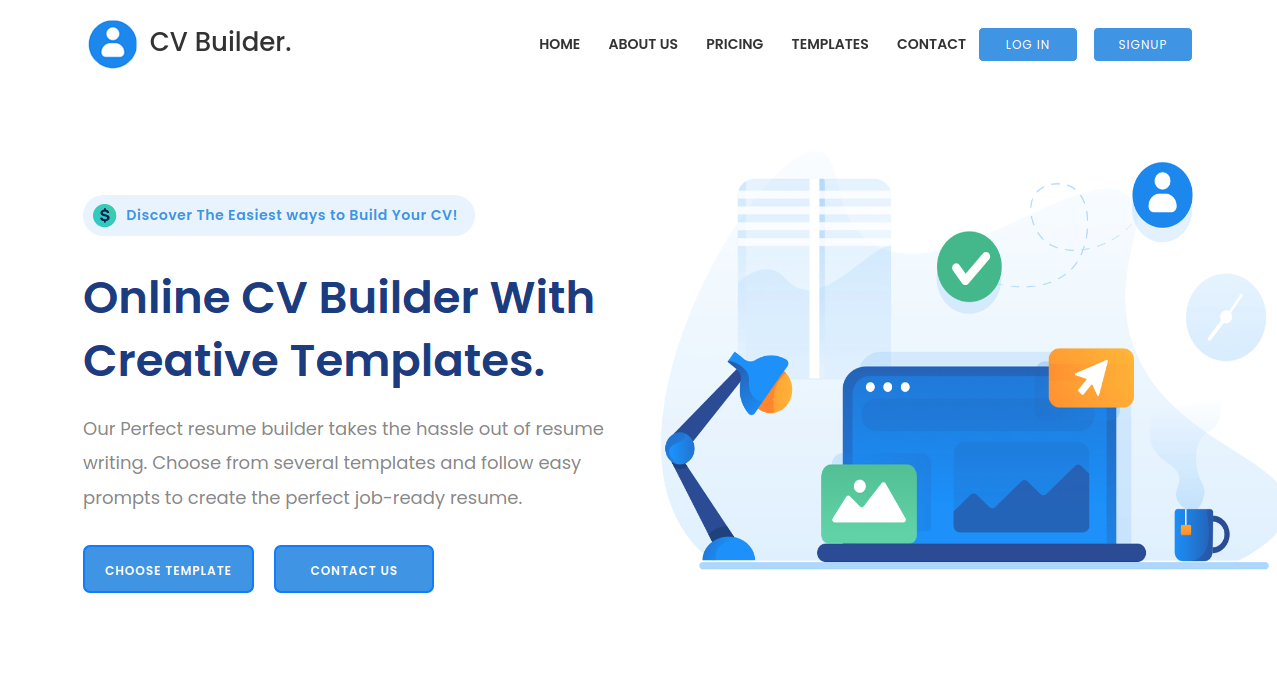 CV Builder.
HOME ABOUT US PRICING TEMPLATES CONTACT LOG IN SIGNUP
$ Discover The Easiest ways to Build Your CV!
Online CV Builder With
Creative Templates.
Our Perfect resume builder takes the hassle out of resume
writing. Choose from several templates and follow easy
prompts to create the perfect job-ready resume.
CHOOSE TEMPLATE CONTACT US